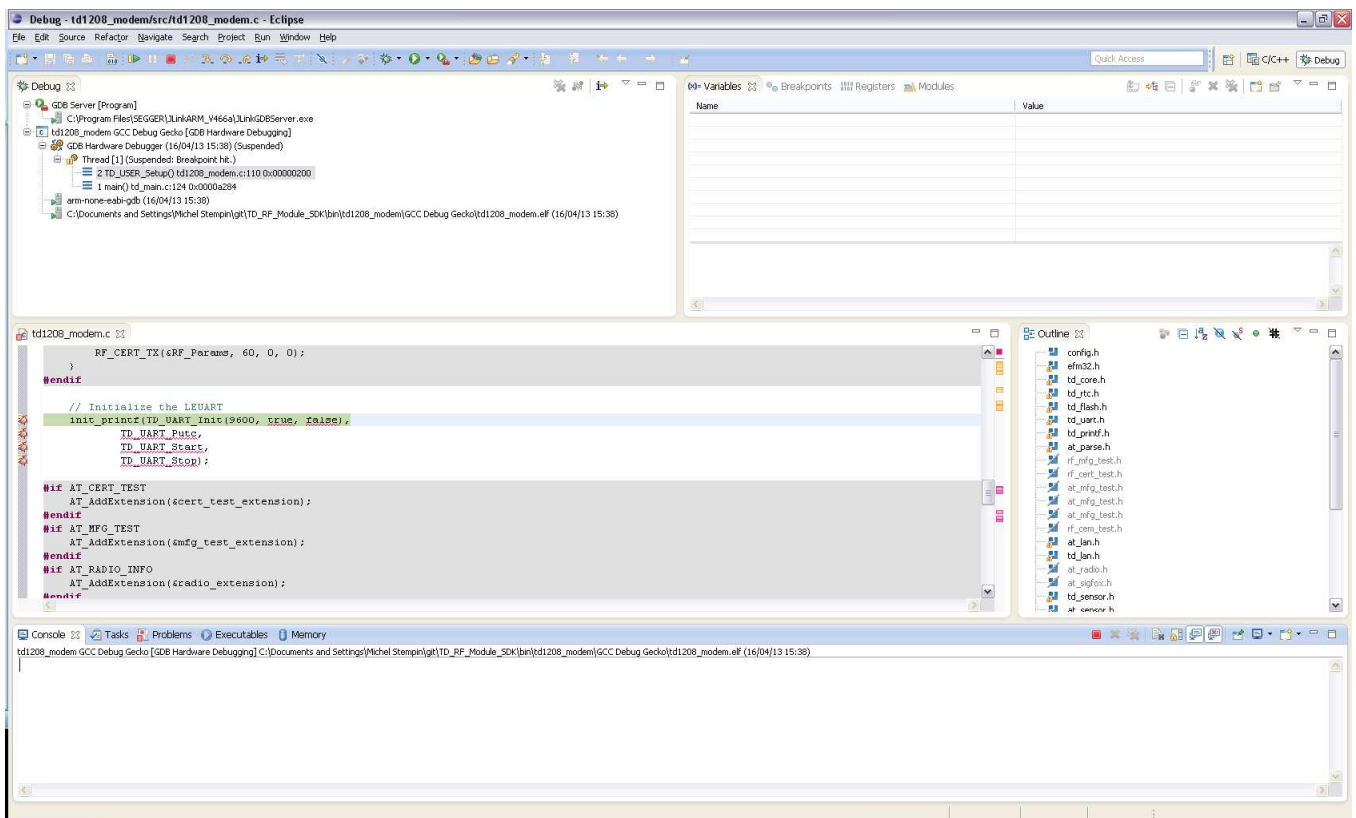 Debug - td1208_modem/src/td1208_modem.c - Eclipse
File Edit Source Refactor Navigate Search Project Run Window Help
Quick Access
C/C++
Debug
Debug
GDB Server [Program]
C:\Program Files\SEGGER\JLinkARM_V466a\JLinkGDBServer.exe
td1208_modem GCC Debug Gecko [GDB Hardware Debugging]
GDB Hardware Debugger (16/04/13 15:38) (Suspended)
Thread [1] (Suspended: Breakpoint hit.)
2 TD_USER_Setup() td1208_modem.c:110 0x00000200
1 main() td_main.c:124 0x0000a284
arm-none-eabi-gdb (16/04/13 15:38)
C:\Documents and Settings\Michel Stempin\git\TD_RF_Module_SDK\bin\td1208_modem\GCC Debug Gecko\td1208_modem.elf (16/04/13 15:38)
(x)= Variables Breakpoints Registers Modules
Name Value
td1208_modem.c
RF_CERT_TX(&RF_Params, 60, 0, 0);
}
#endif
// Initialize the LEUART
init_printf(TD_UART_Init(9600, true, false),
TD_UART_Putc,
TD_UART_Start,
TD_UART_Stop);
#if AT_CERT_TEST
AT_AddExtension(&cert_test_extension);
#endif
#if AT_MFG_TEST
AT_AddExtension(&mfg_test_extension);
#endif
#if AT_RADIO_INFO
AT_AddExtension(&radio_extension);
#endif
Outline
config.h
efm32.h
td_core.h
td_rtc.h
td_flash.h
td_uart.h
td_printf.h
at_parse.h
rf_mfg_test.h
rf_cert_test.h
at_mfg_test.h
at_mfg_test.h
at_mfg_test.h
rf_cem_test.h
at_lan.h
td_lan.h
at_radio.h
at_sigfox.h
td_sensor.h
at_sensor.h
Console Tasks Problems Executables Memory
td1208_modem GCC Debug Gecko [GDB Hardware Debugging] C:\Documents and Settings\Michel Stempin\git\TD_RF_Module_SDK\bin\td1208_modem\GCC Debug Gecko\td1208_modem.elf (16/04/13 15:38)